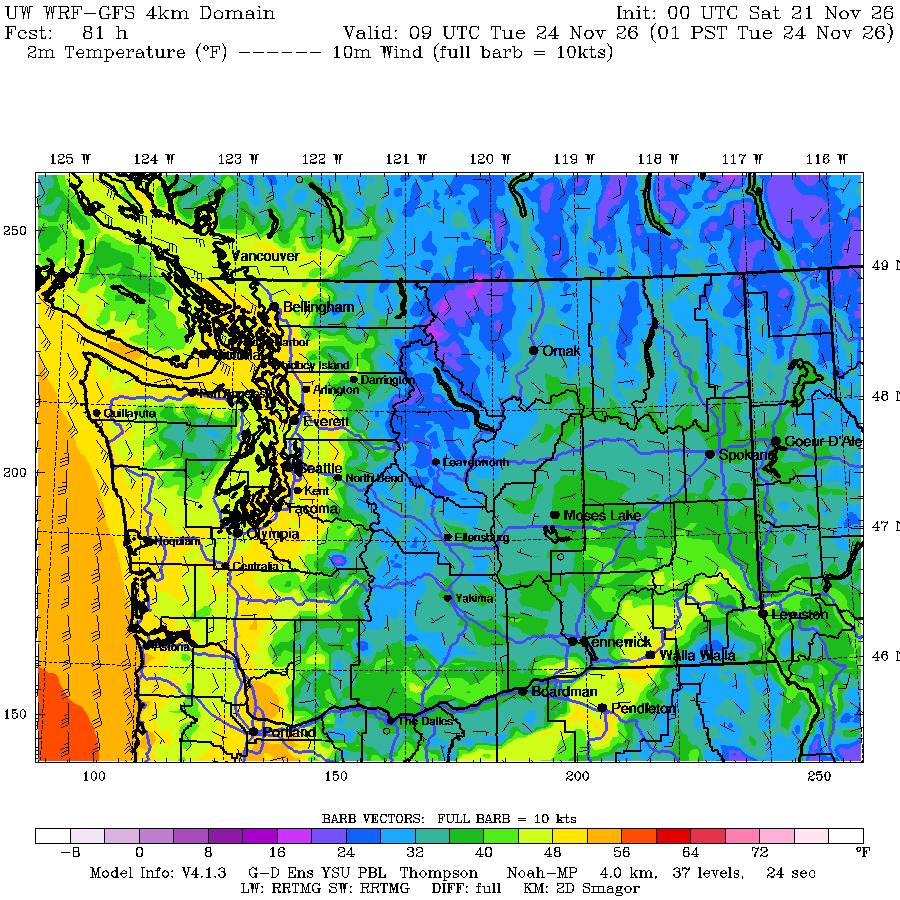 UW WRF-GFS 4km Domain Init: 00 UTC Sat 21 Nov 26
Fcst: 81 h Valid: 09 UTC Tue 24 Nov 26 (01 PST Tue 24 Nov 26)
2m Temperature (°F) ------ 10m Wind (full barb = 10kts)
125 W 124 W 123 W 122 W 121 W 120 W 119 W 118 W 117 W 116 W
250
Vancouver
49 N
Bellingham
Harbor
Omak
Whidbey Island
Darrington
Arlington
48 N
Quillayute
Everett
Coeur D'Ale
Spokane
Leavenworth
Seattle
200
North Bend
Kent
Tacoma
Moses Lake
47 N
Olympia
Hoquiam
Ellensburg
Centralia
Yakima
Lewiston
Kennewick
Astoria
Walla Walla
46 N
Boardman
Pendleton
150
The Dalles
Portland
100 150 200 250
BARB VECTORS: FULL BARB = 10 kts
-8 0 8 16 24 32 40 48 56 64 72 °F
Model Info: V4.1.3 G-D Ens YSU PBL Thompson Noah-MP 4.0 km, 37 levels, 24 sec
LW: RRTMG SW: RRTMG DIFF: full KM: 2D Smagor